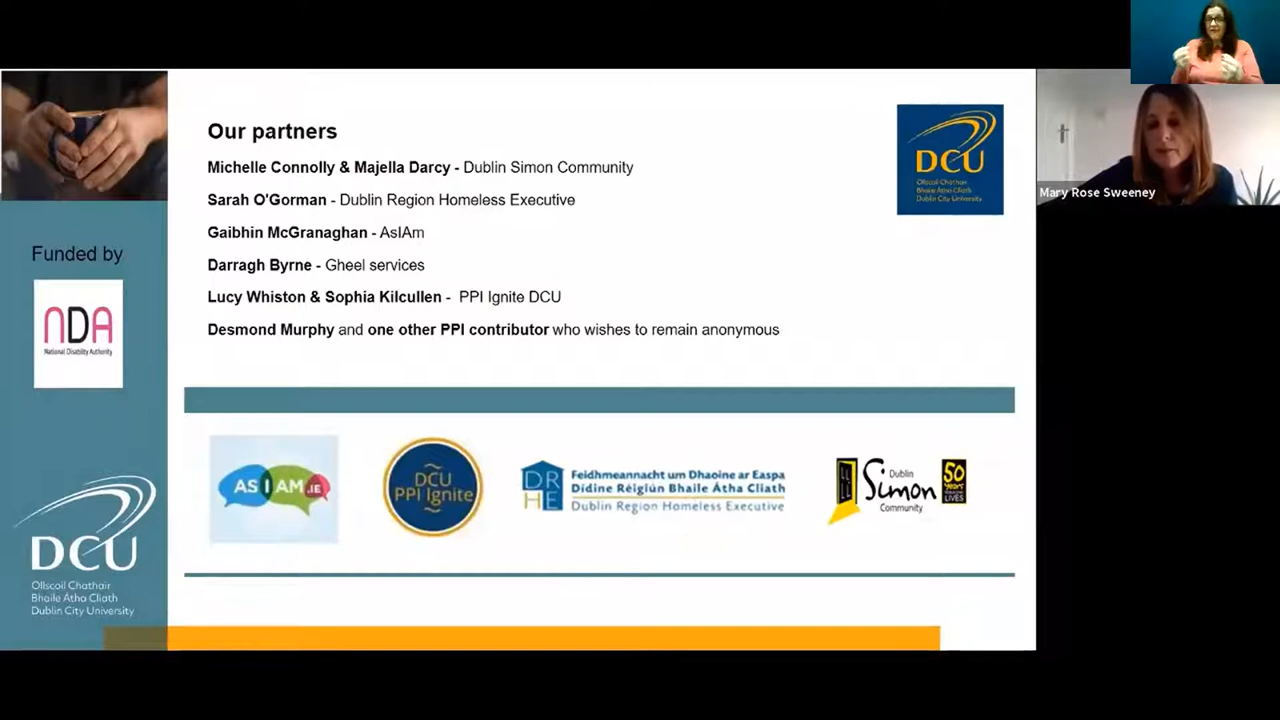 Our partners
Michelle Connolly & Majella Darcy - Dublin Simon Community
Sarah O'Gorman - Dublin Region Homeless Executive
Gaibhin McGranaghan - AsIAm
Darragh Byrne - Gheel services
Lucy Whiston & Sophia Kilcullen - PPI Ignite DCU
Desmond Murphy and one other PPI contributor who wishes to remain anonymous
DCU
Ollscoil Chathair
Bhaile Átha Cliath
Dublin City University
Mary Rose Sweeney
Funded by
NDA
National Disability Authority
DCU
Ollscoil Chathair
Bhaile Átha Cliath
Dublin City University
AS I AM.IE
DCU
PPI Ignite
DR
HE
Feidhmeannacht um Dhaoine ar Easpa
Dídine Réigiún Bhaile Átha Cliath
Dublin Region Homeless Executive
Dublin
Simon
Community
50
YEARS
LIVES